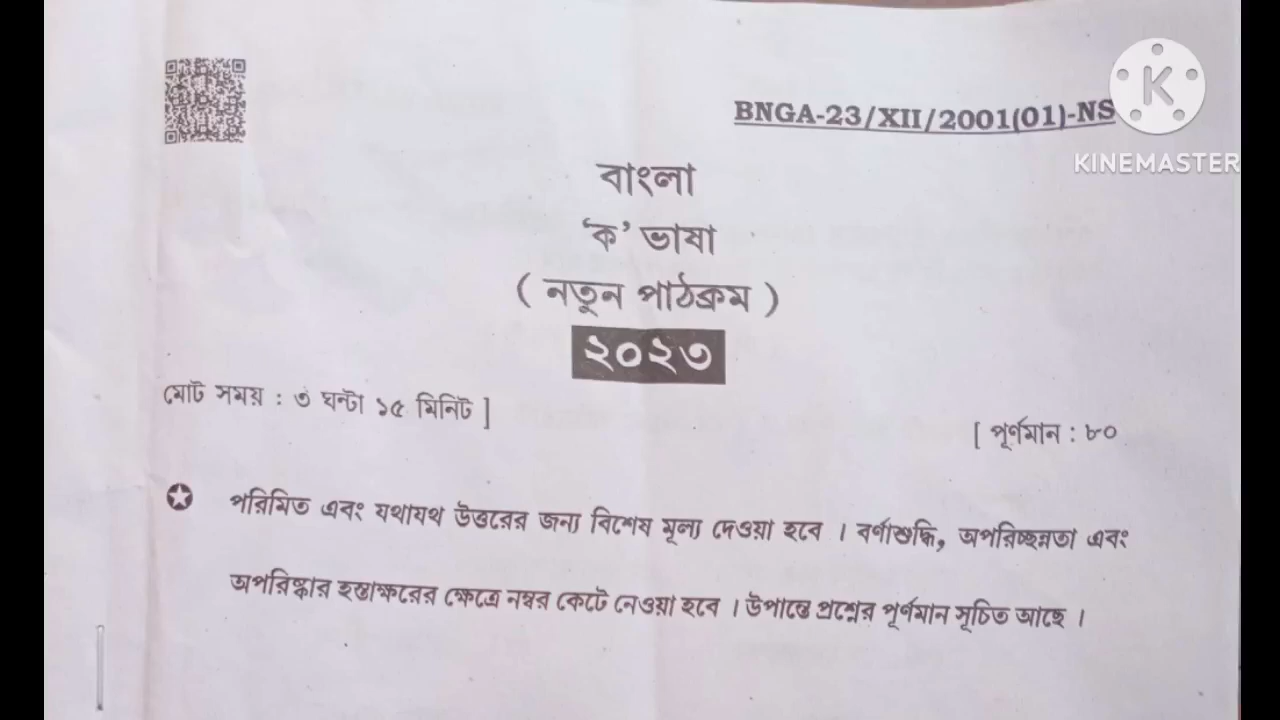 BNGA-23/XII/2001(01)-NS
KINEMASTER
বাংলা
‘ক’ ভাষা
( নতুন পাঠক্রম )
২০২৩
মোট সময় : ৩ ঘন্টা ১৫ মিনিট ]
[ পূর্ণমান : ৮০
✪ পরিমিত এবং যথাযথ উত্তরের জন্য বিশেষ মূল্য দেওয়া হবে । বর্ণাশুদ্ধি, অপরিচ্ছন্নতা এবং
অপরিষ্কার হস্তাক্ষরের ক্ষেত্রে নম্বর কেটে নেওয়া হবে । উপান্তে প্রশ্নের পূর্ণমান সূচিত আছে ।